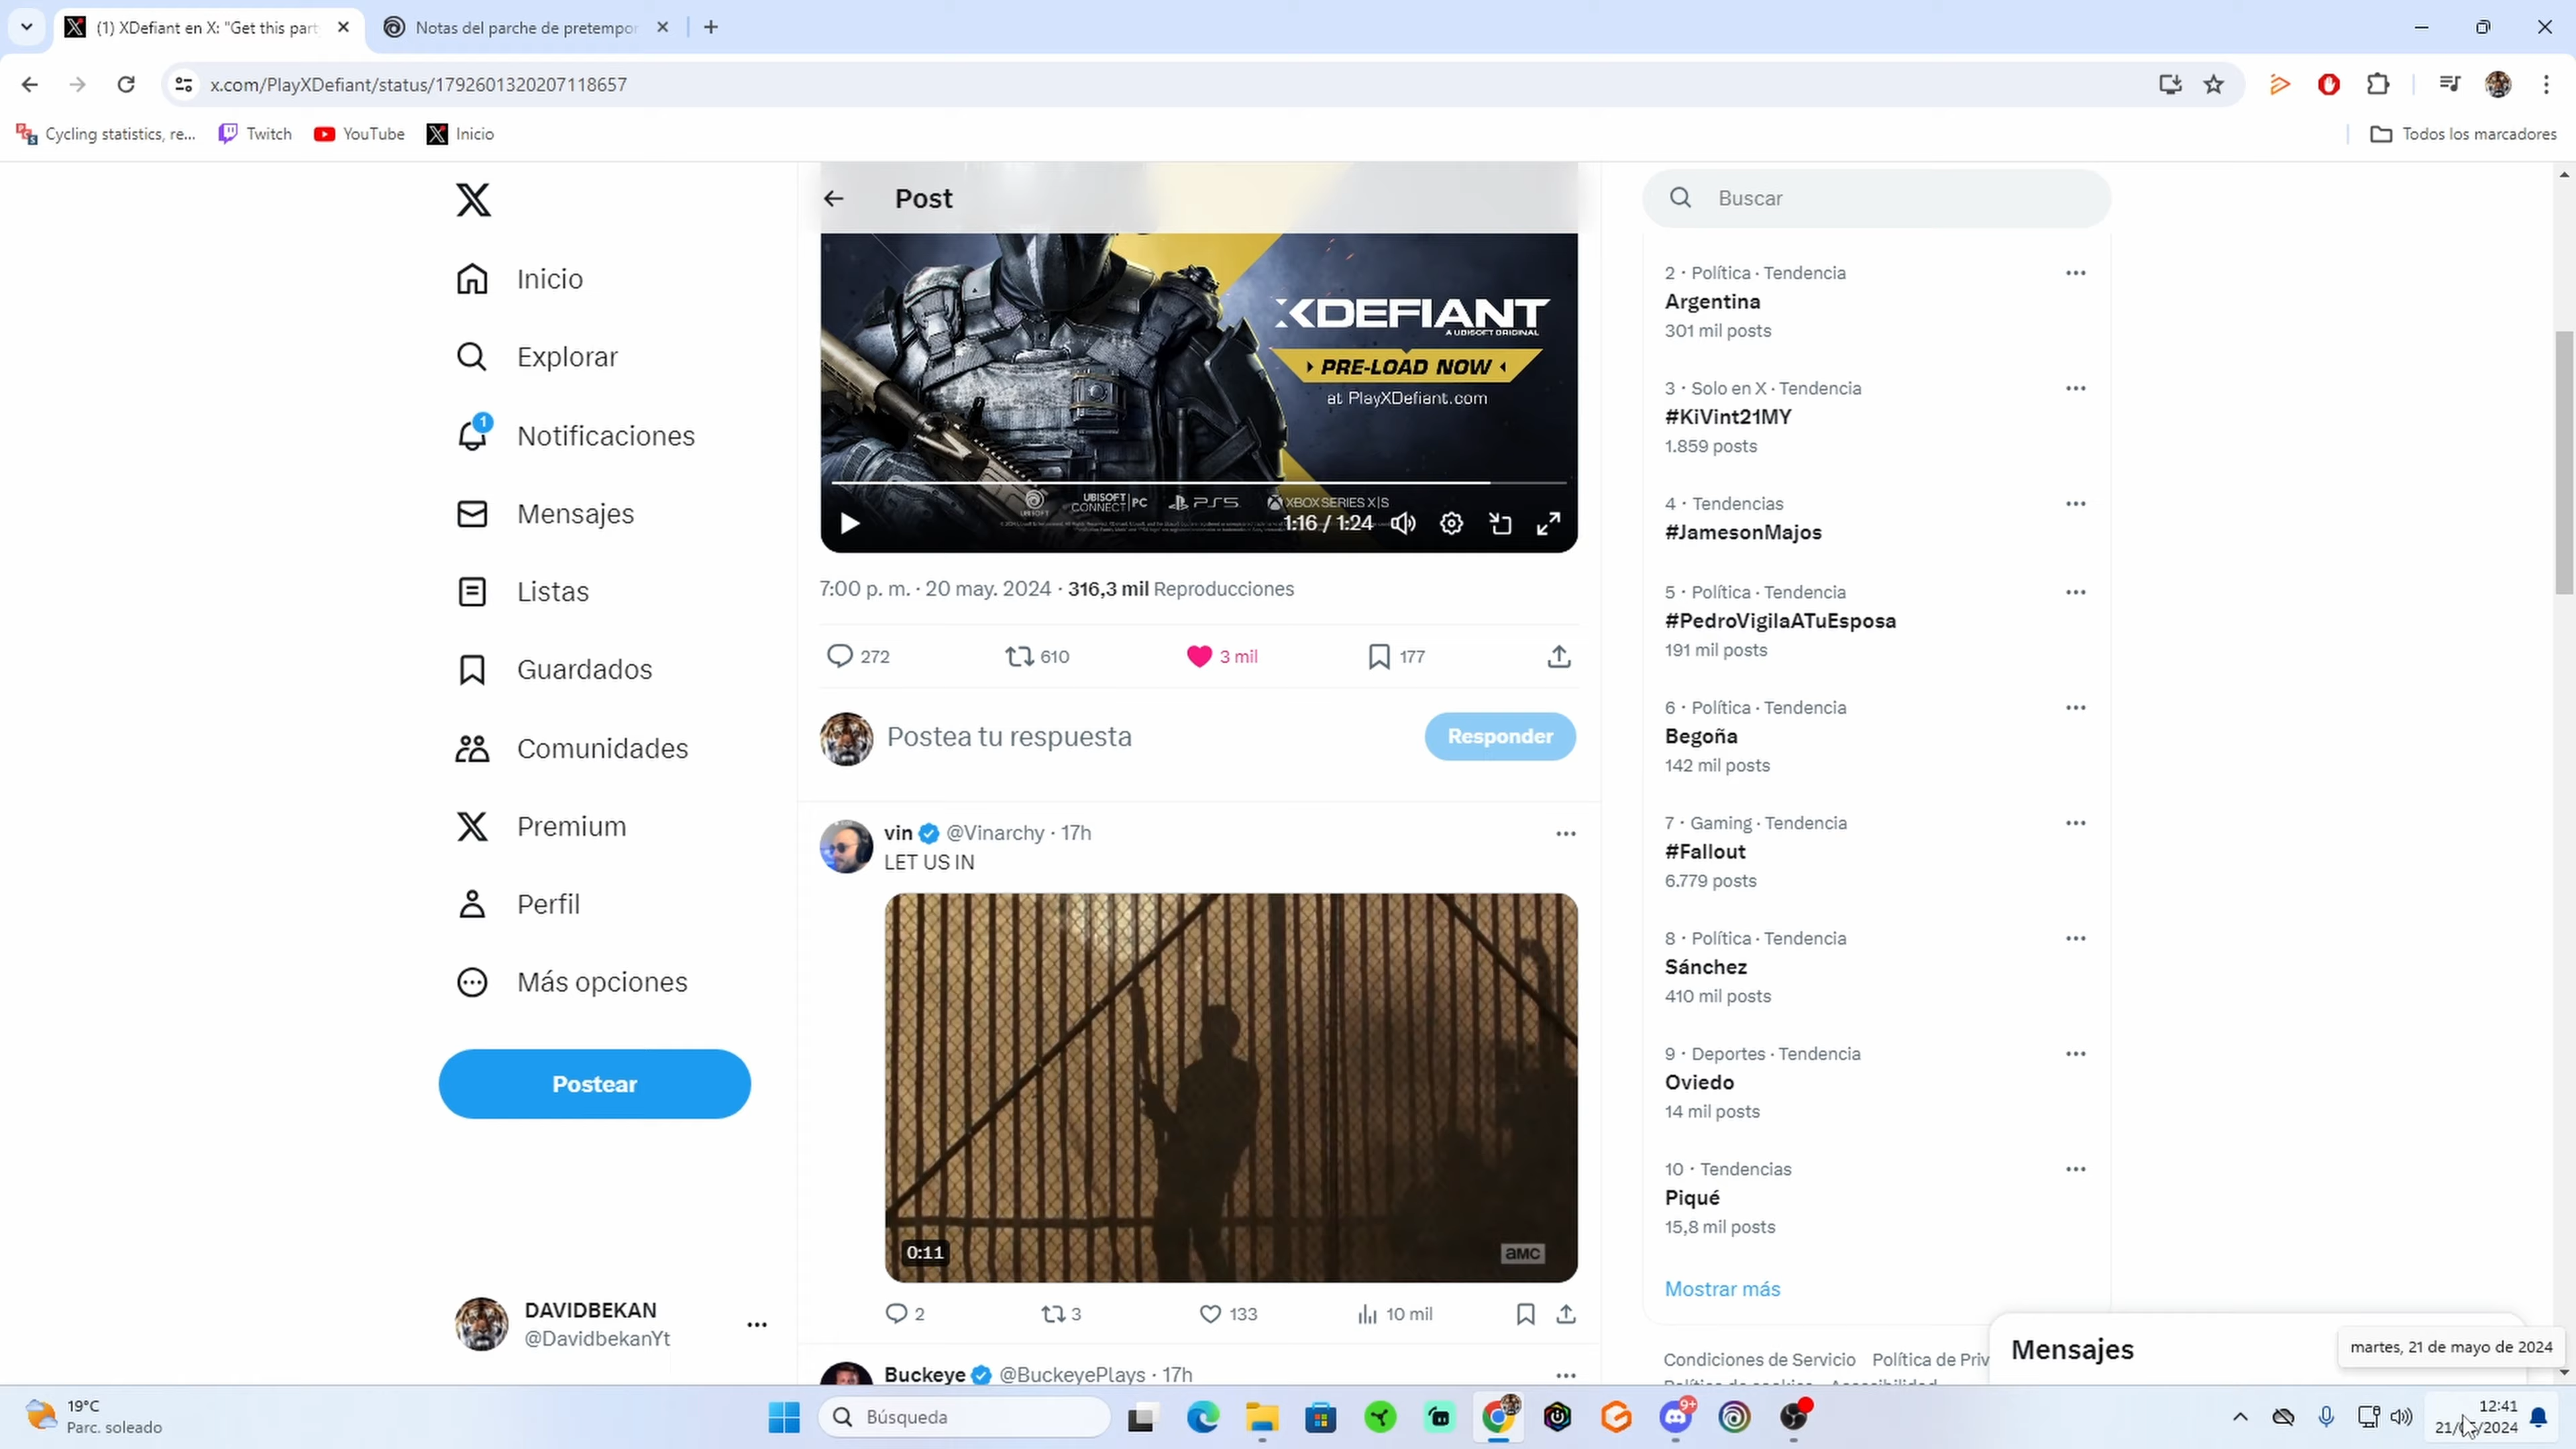 (1) XDefiant en X: "Get this part
Notas del parche de pretempor
x.com/PlayXDefiant/status/1792601320207118657
Cycling statistics, re...
Twitch
YouTube
Inicio
Todos los marcadores
Inicio
Explorar
1
Notificaciones
Mensajes
Listas
Guardados
Comunidades
Premium
Perfil
Más opciones
Postear
DAVIDBEKAN
@DavidbekanYt
Post
XDEFIANT
A UBISOFT ORIGINAL
PRE-LOAD NOW
at PlayXDefiant.com
UBISOFT
UBISOFT CONNECT | PC
PS5
XBOX SERIES X|S
1:16 / 1:24
7:00 p. m. · 20 may. 2024 · 316,3 mil Reproducciones
272 610 3 mil 177
Postea tu respuesta
Responder
vin @Vinarchy · 17h
LET US IN
0:11
aMC
2 3 133 10 mil
Buckeye @BuckeyePlays · 17h
Buscar
2 · Política · Tendencia
Argentina
301 mil posts
3 · Solo en X · Tendencia
#KiVint21MY
1.859 posts
4 · Tendencias
#JamesonMajos
5 · Política · Tendencia
#PedroVigilaATuEsposa
191 mil posts
6 · Política · Tendencia
Begoña
142 mil posts
7 · Gaming · Tendencia
#Fallout
6.779 posts
8 · Política · Tendencia
Sánchez
410 mil posts
9 · Deportes · Tendencia
Oviedo
14 mil posts
10 · Tendencias
Piqué
15,8 mil posts
Mostrar más
Condiciones de Servicio Política de Priv
Mensajes
martes, 21 de mayo de 2024
19°C
Parc. soleado
Búsqueda
9+
12:41
21/05/2024